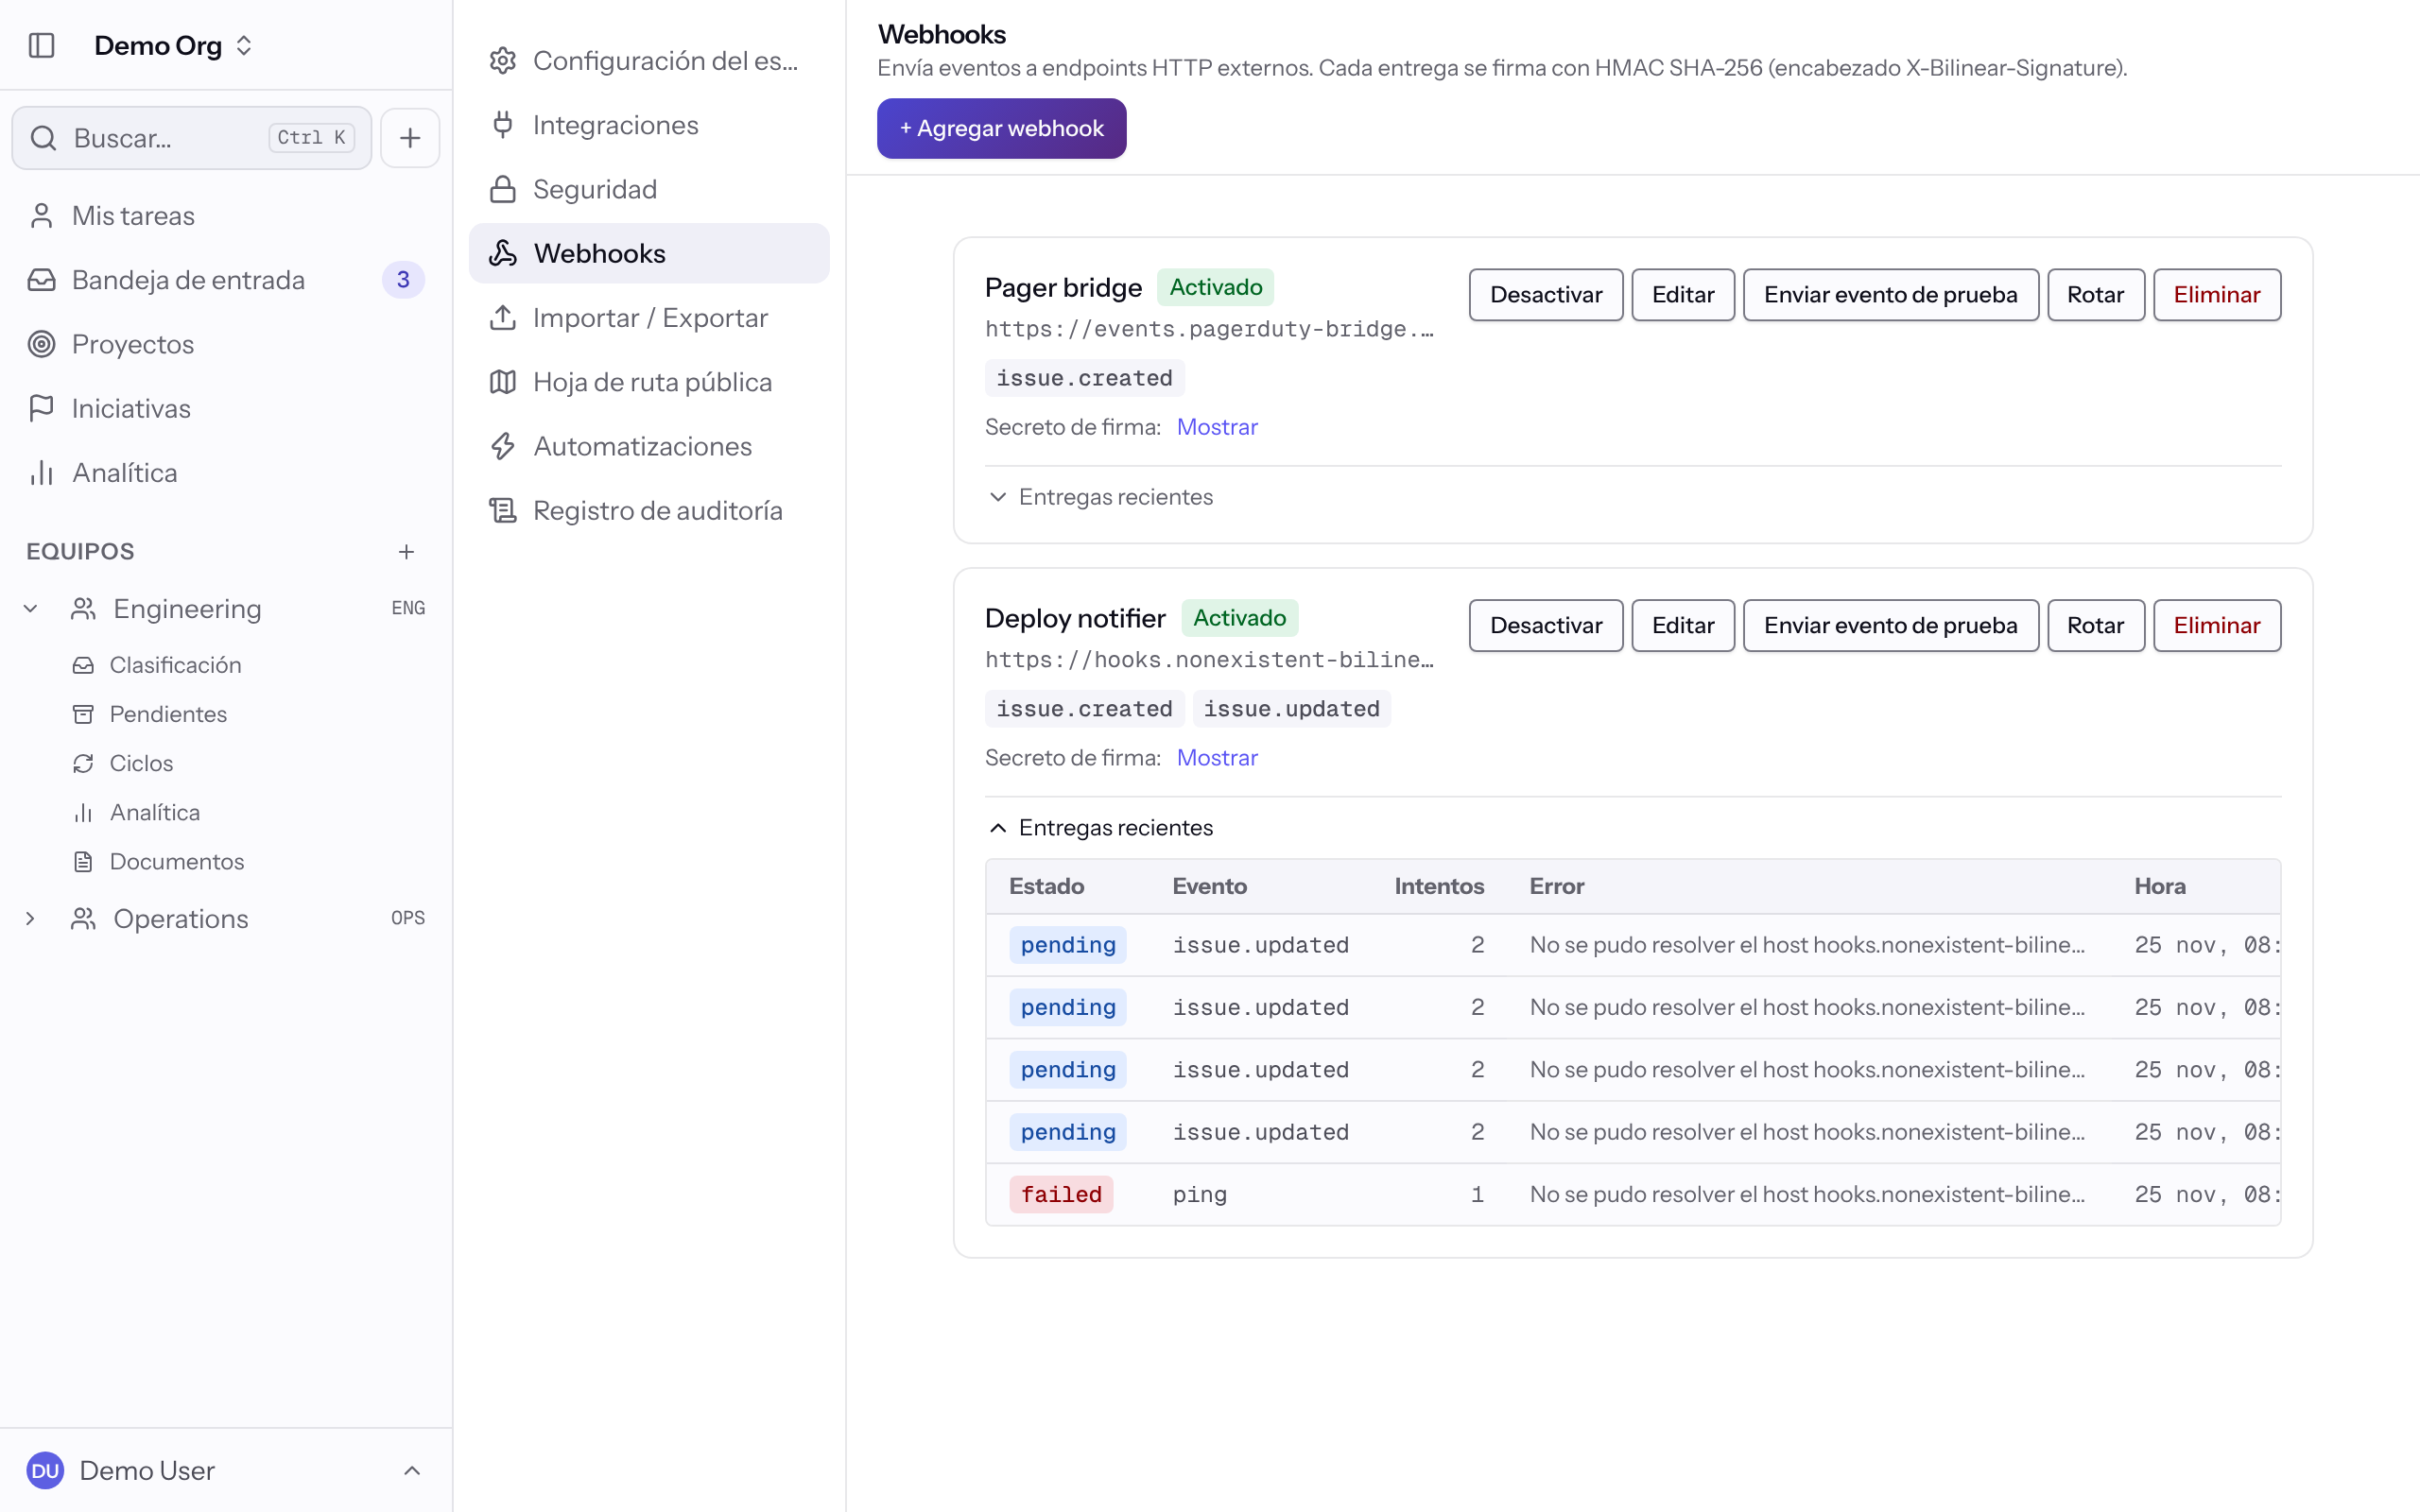 Demo Org
Buscar...
Ctrl K
Mis tareas
Bandeja de entrada
3
Proyectos
Iniciativas
Analítica
EQUIPOS
Engineering
ENG
Clasificación
Pendientes
Ciclos
Analítica
Documentos
Operations
OPS
DU
Demo User
Configuración del es...
Integraciones
Seguridad
Webhooks
Importar / Exportar
Hoja de ruta pública
Automatizaciones
Registro de auditoría
Webhooks
Envía eventos a endpoints HTTP externos. Cada entrega se firma con HMAC SHA-256 (encabezado X-Bilinear-Signature).
+ Agregar webhook
Pager bridge
Activado
Desactivar
Editar
Enviar evento de prueba
Rotar
Eliminar
https://events.pagerduty-bridge.…
issue.created
Secreto de firma:
Mostrar
Entregas recientes
Deploy notifier
Activado
Desactivar
Editar
Enviar evento de prueba
Rotar
Eliminar
https://hooks.nonexistent-biline…
issue.created
issue.updated
Secreto de firma:
Mostrar
Entregas recientes
Estado Evento Intentos Error Hora
pending issue.updated 2 No se pudo resolver el host hooks.nonexistent-biline... 25 nov, 08:
pending issue.updated 2 No se pudo resolver el host hooks.nonexistent-biline... 25 nov, 08:
pending issue.updated 2 No se pudo resolver el host hooks.nonexistent-biline... 25 nov, 08:
pending issue.updated 2 No se pudo resolver el host hooks.nonexistent-biline... 25 nov, 08:
failed ping 1 No se pudo resolver el host hooks.nonexistent-biline... 25 nov, 08: